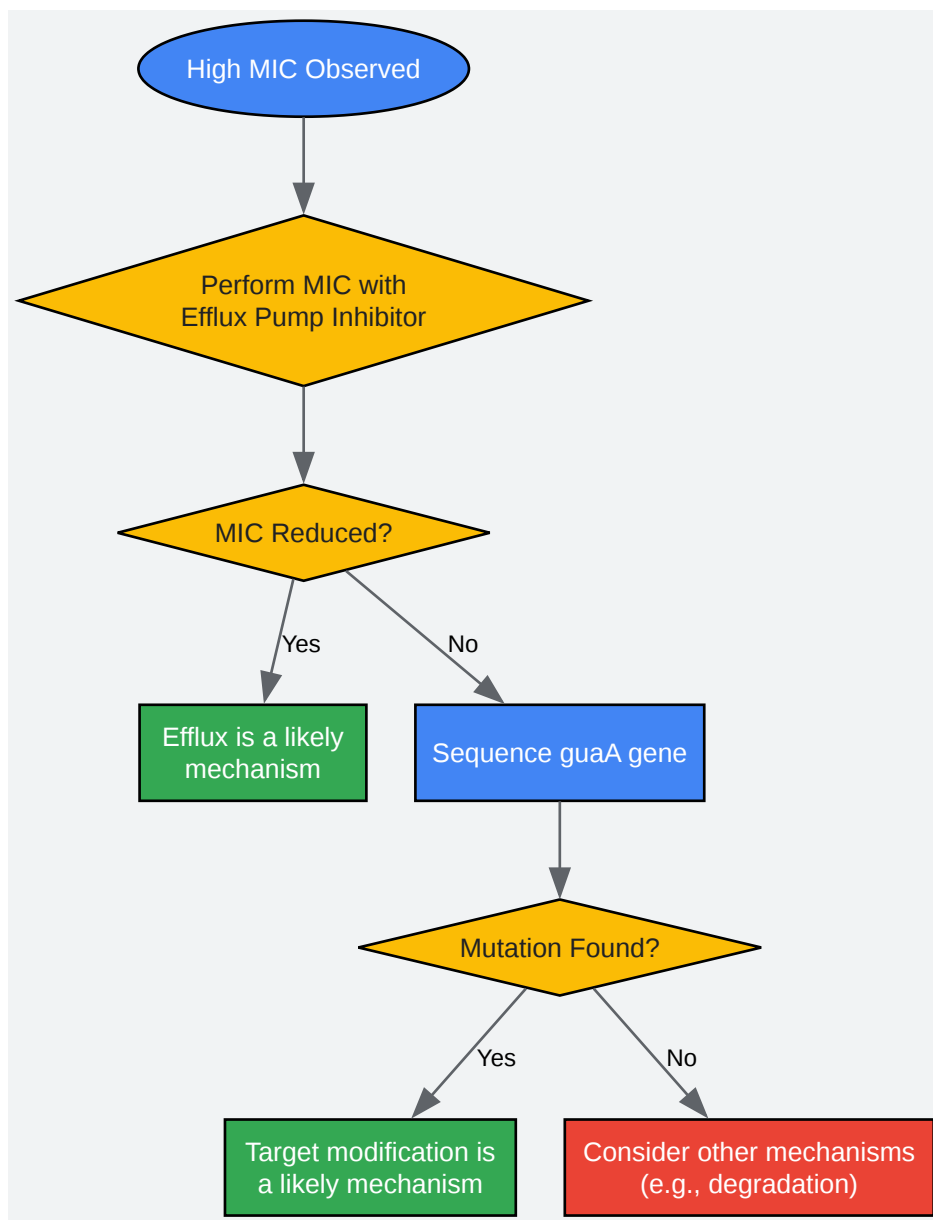 High MIC Observed
Perform MIC with
Efflux Pump Inhibitor
MIC Reduced?
Yes
No
Efflux is a likely
mechanism
Sequence guaA gene
Mutation Found?
Yes
No
Target modification is
a likely mechanism
Consider other mechanisms
(e.g., degradation)